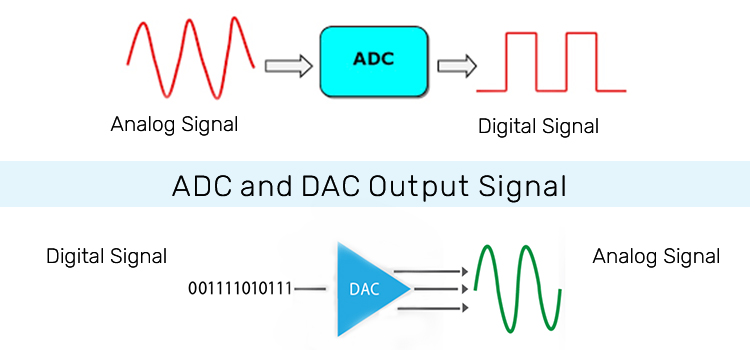 ADC
Analog Signal
Digital Signal
ADC and DAC Output Signal
Digital Signal
Analog Signal
001111010111
DAC